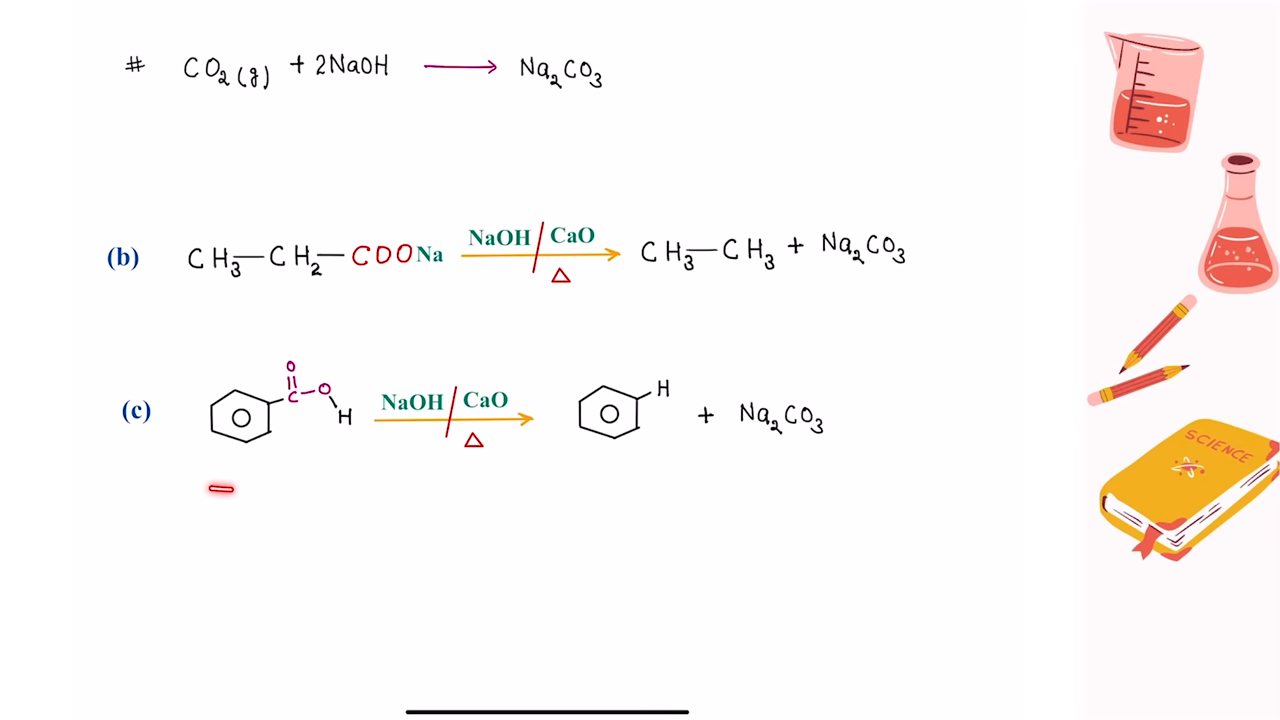 # CO₂(g) + 2NaOH ⟶ Na₂CO₃
(b) CH₃—CH₂—COONa NaOH / CaO Δ CH₃—CH₃ + Na₂CO₃
(c) O C O H NaOH / CaO Δ H + Na₂CO₃
SCIENCE